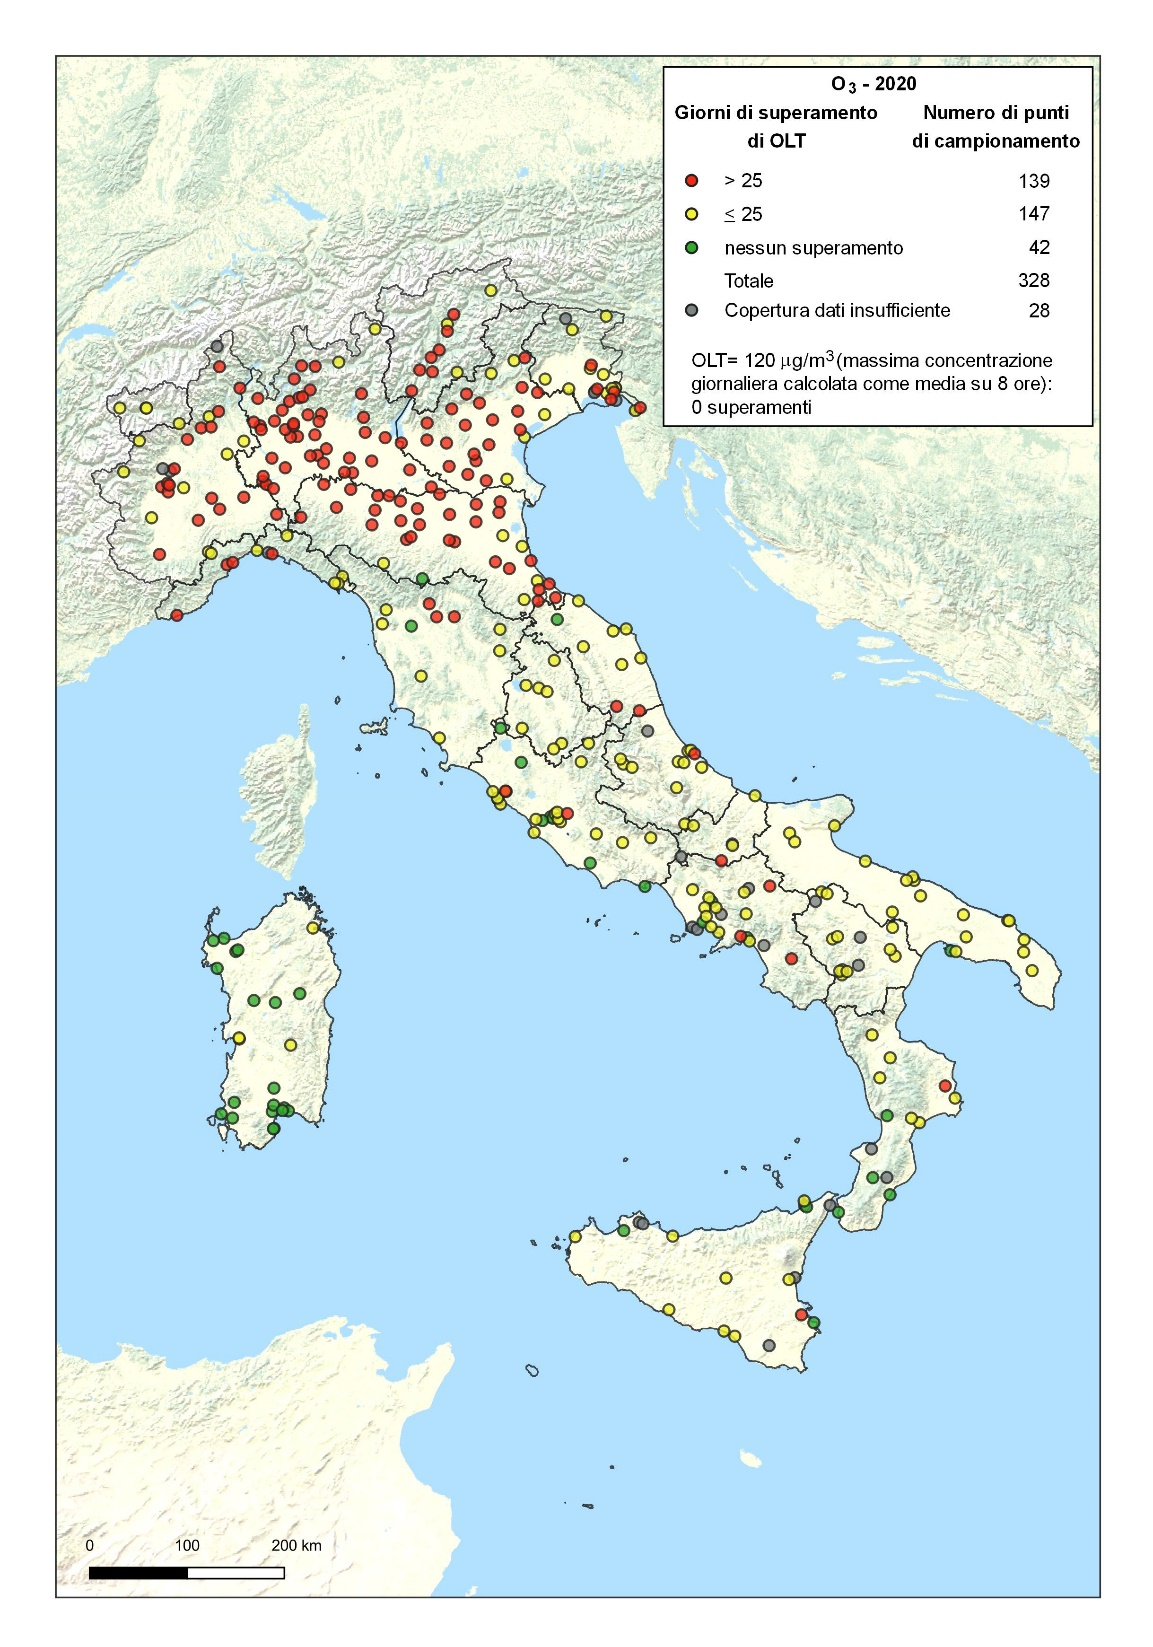 O3 - 2020
Giorni di superamento Numero di punti
di OLT di campionamento
> 25 139
≤ 25 147
nessun superamento 42
Totale 328
Copertura dati insufficiente 28
OLT= 120 µg/m3(massima concentrazione
giornaliera calcolata come media su 8 ore):
0 superamenti
0 100 200 km